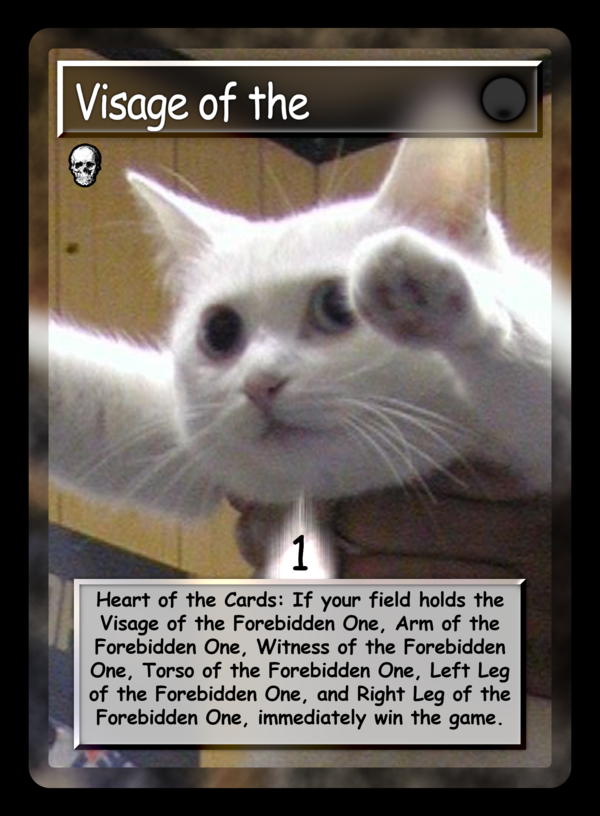 Visage of the
1
Heart of the Cards: If your field holds the
Visage of the Forebidden One, Arm of the
Forebidden One, Witness of the Forebidden
One, Torso of the Forebidden One, Left Leg
of the Forebidden One, and Right Leg of the
Forebidden One, immediately win the game.